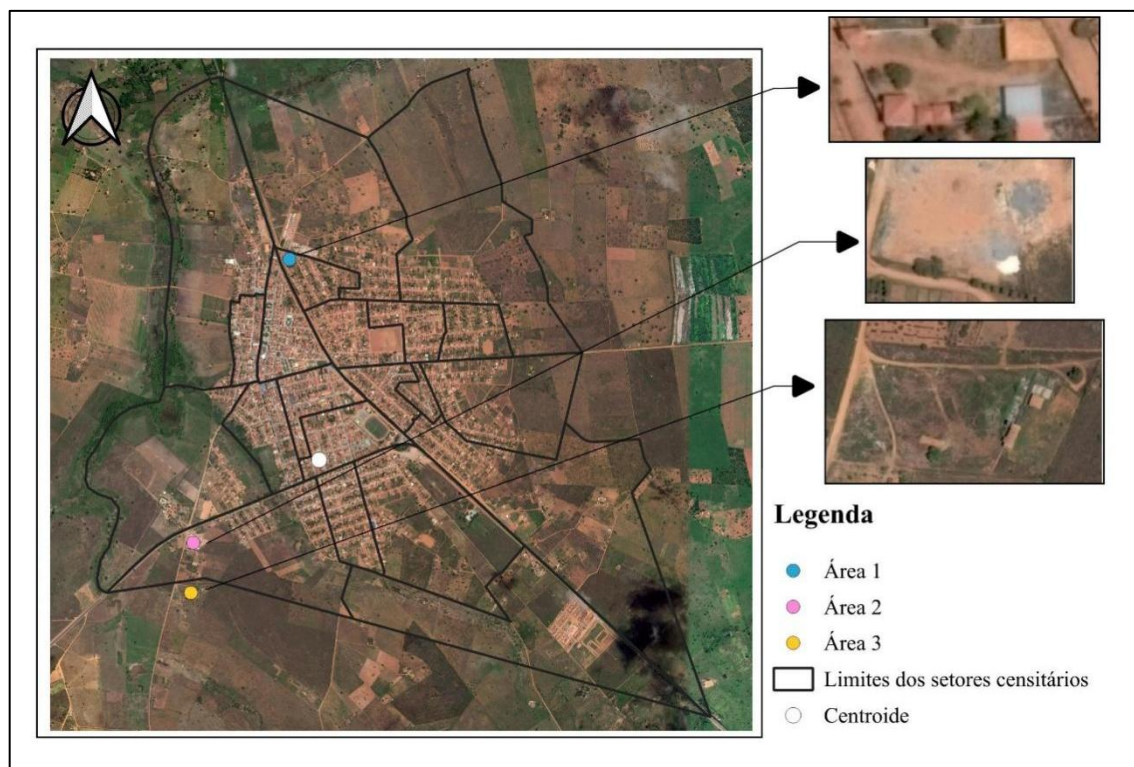 Legenda
Área 1
Área 2
Área 3
Limites dos setores censitários
Centroide